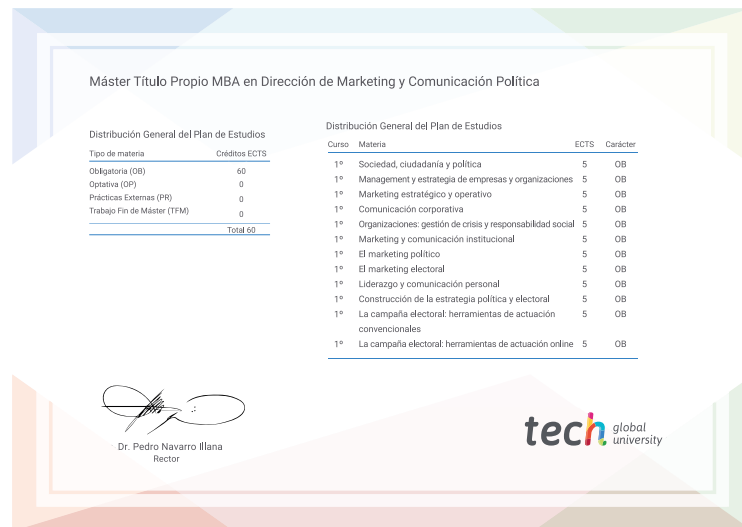 Máster Título Propio MBA en Dirección de Marketing y Comunicación Política
Distribución General del Plan de Estudios
Tipo de materia Créditos ECTS
Obligatoria (OB) 60
Optativa (OP) 0
Prácticas Externas (PR) 0
Trabajo Fin de Máster (TFM) 0
Total 60
Distribución General del Plan de Estudios
Curso Materia ECTS Carácter
1º Sociedad, ciudadanía y política 5 OB
1º Management y estrategia de empresas y organizaciones 5 OB
1º Marketing estratégico y operativo 5 OB
1º Comunicación corporativa 5 OB
1º Organizaciones: gestión de crisis y responsabilidad social 5 OB
1º Marketing y comunicación institucional 5 OB
1º El marketing político 5 OB
1º El marketing electoral 5 OB
1º Liderazgo y comunicación personal 5 OB
1º Construcción de la estrategia política y electoral 5 OB
1º La campaña electoral: herramientas de actuación 5 OB
convencionales
1º La campaña electoral: herramientas de actuación online 5 OB
Dr. Pedro Navarro Illana
Rector
tech global
university